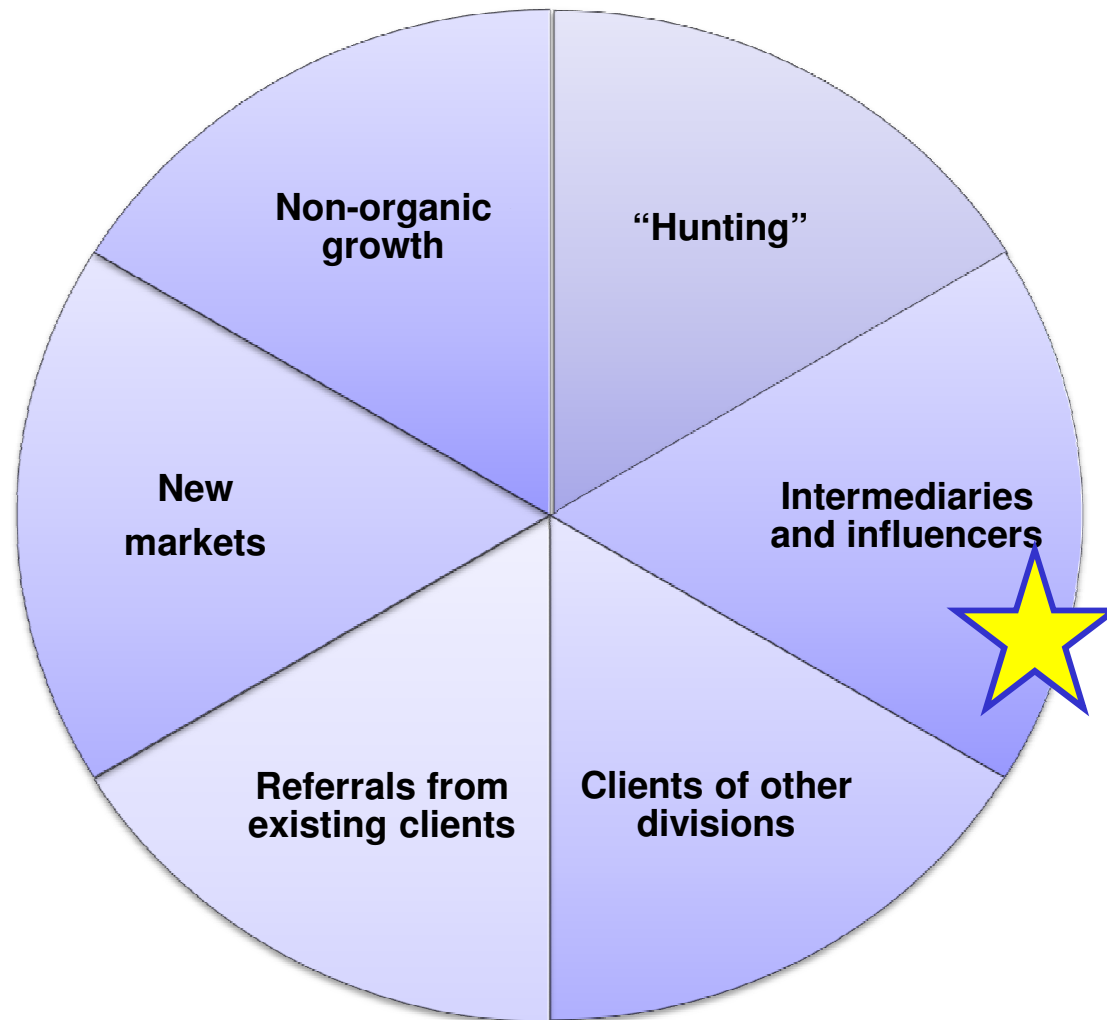 Non-organic
growth
“Hunting”
Intermediaries
and influencers
Clients of other
divisions
Referrals from
existing clients
New
markets